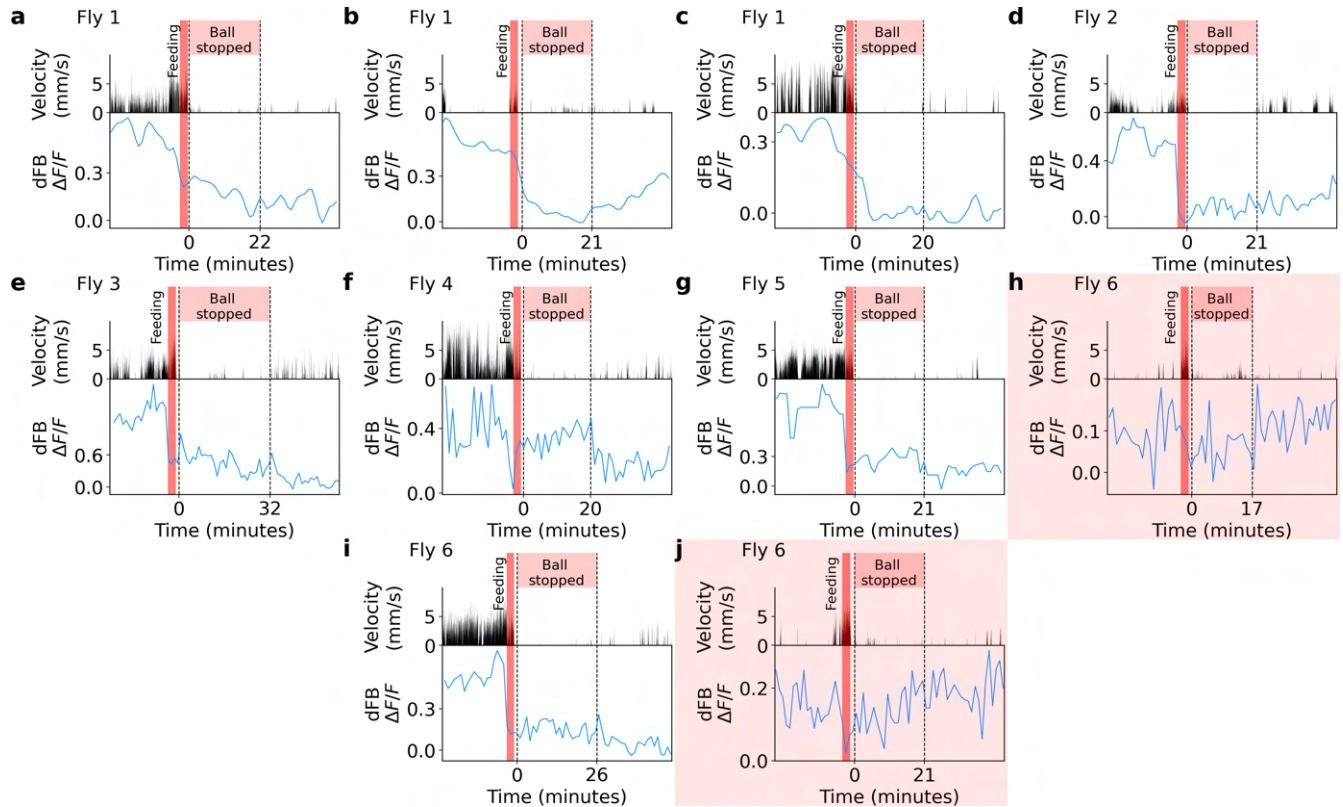 a Fly 1
Feeding
Ball
stopped
Velocity
(mm/s)
5
0
dFB
ΔF/F
0.3
0.0
0 22
Time (minutes)
b Fly 1
Feeding
Ball
stopped
Velocity
(mm/s)
5
0
dFB
ΔF/F
0.3
0.0
0 21
Time (minutes)
c Fly 1
Feeding
Ball
stopped
Velocity
(mm/s)
5
0
dFB
ΔF/F
0.3
0.0
0 20
Time (minutes)
d Fly 2
Feeding
Ball
stopped
Velocity
(mm/s)
5
0
dFB
ΔF/F
0.4
0.0
0 21
Time (minutes)
e Fly 3
Feeding
Ball
stopped
Velocity
(mm/s)
5
0
dFB
ΔF/F
0.6
0.0
0 32
Time (minutes)
f Fly 4
Feeding
Ball
stopped
Velocity
(mm/s)
5
0
dFB
ΔF/F
0.4
0.0
0 20
Time (minutes)
g Fly 5
Feeding
Ball
stopped
Velocity
(mm/s)
5
0
dFB
ΔF/F
0.3
0.0
0 21
Time (minutes)
h Fly 6
Feeding
Ball
stopped
Velocity
(mm/s)
5
0
dFB
ΔF/F
0.1
0.0
0 17
Time (minutes)
i Fly 6
Feeding
Ball
stopped
Velocity
(mm/s)
5
0
dFB
ΔF/F
0.3
0.0
0 26
Time (minutes)
j Fly 6
Feeding
Ball
stopped
Velocity
(mm/s)
5
0
dFB
ΔF/F
0.2
0.2
0.0
0 21
Time (minutes)